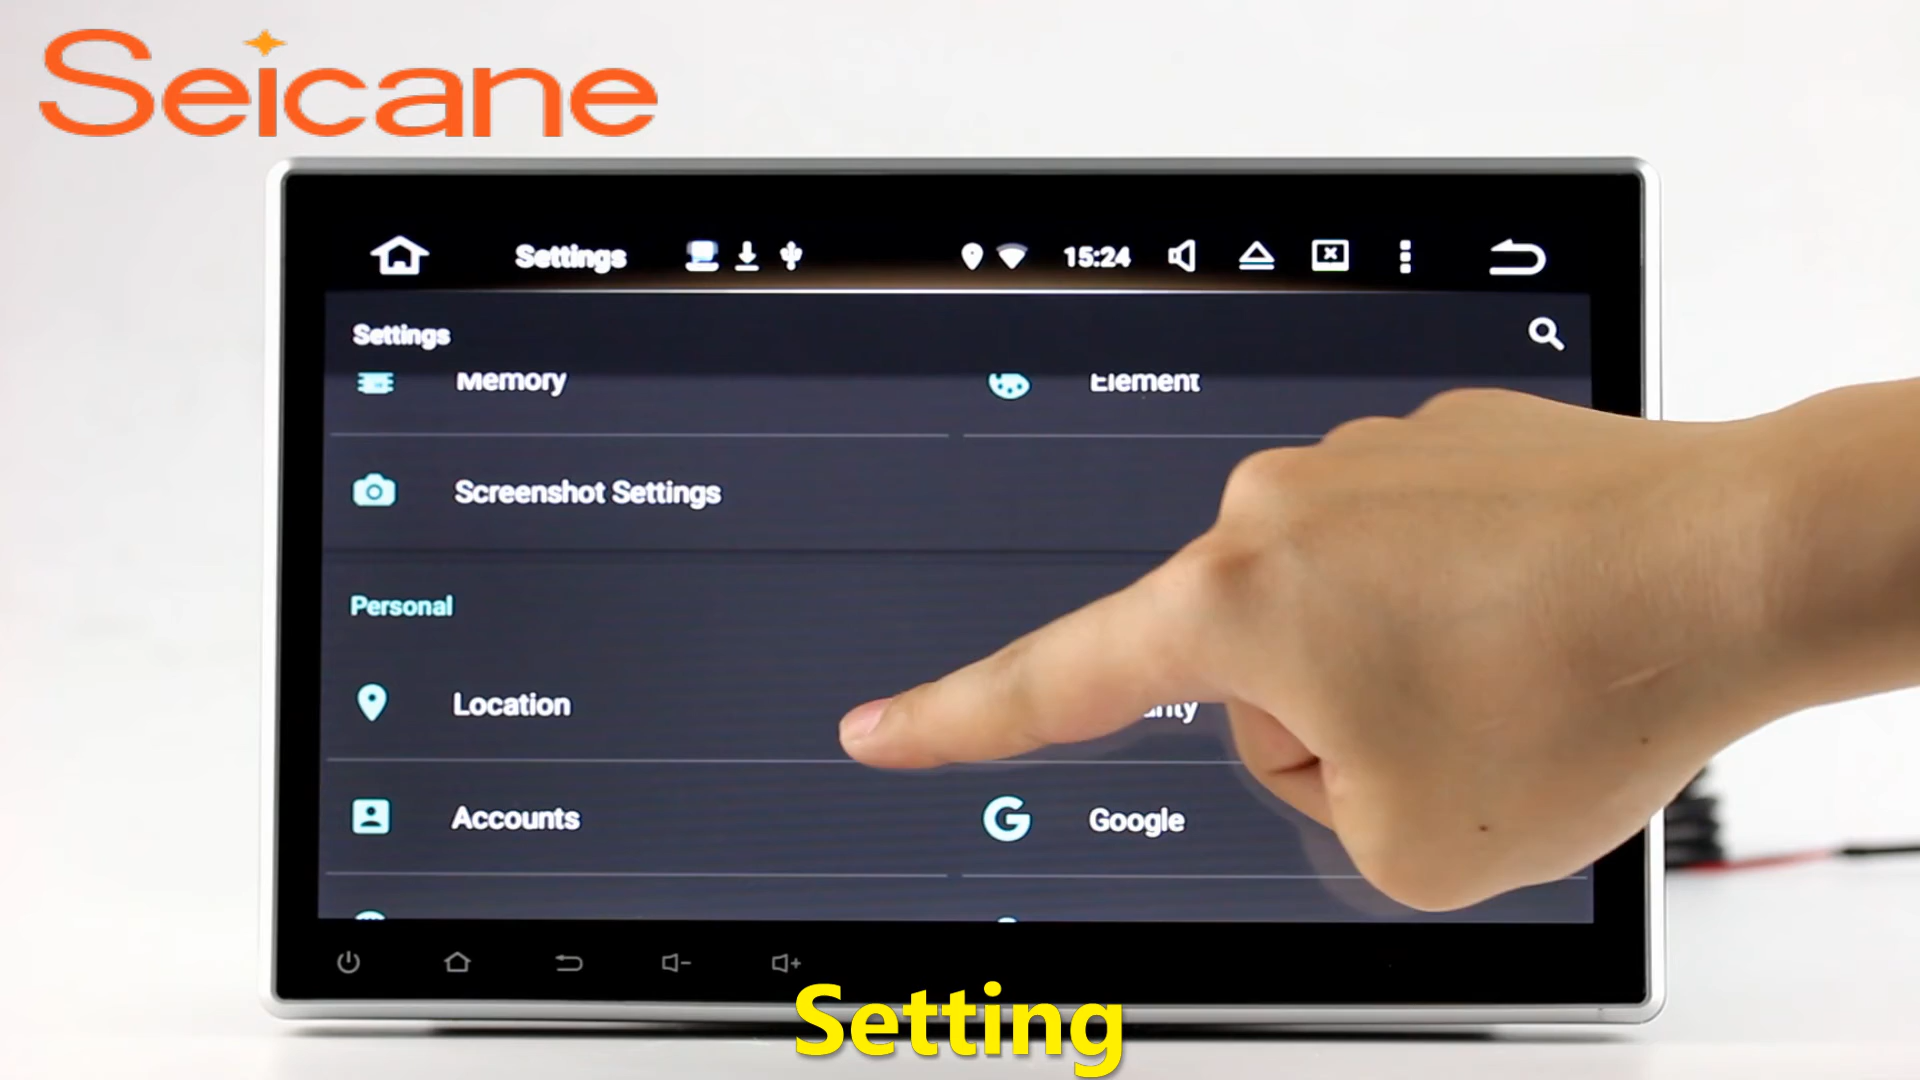 Seicane
Settings 15:24
Settings
Memory Element
Screenshot Settings
Personal
Location
Accounts Google
Setting